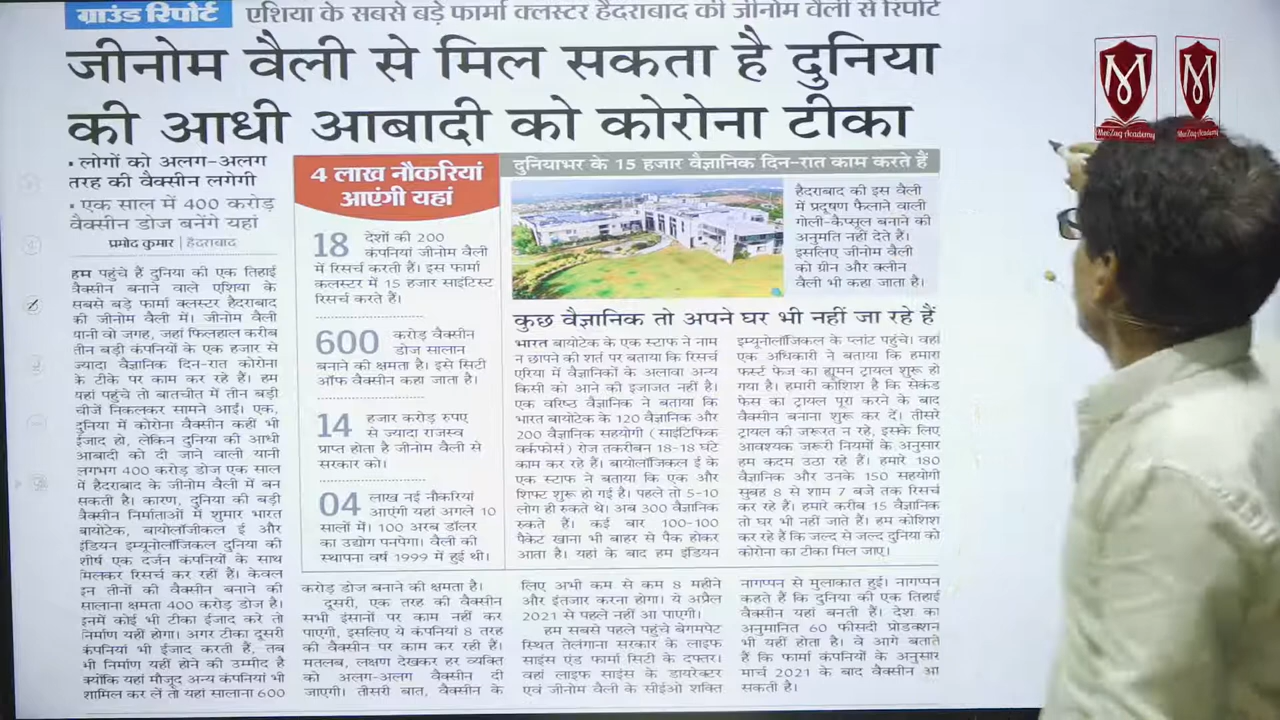 ग्राउंड रिपोर्ट
एशिया के सबसे बड़े फार्मा क्लस्टर हैदराबाद की जीनोम वैली से रिपोर्ट
जीनोम वैली से मिल सकता है दुनिया
की आधी आबादी को कोरोना टीका
• लोगों को अलग-अलग
तरह की वैक्सीन लगेगी
• एक साल में 400 करोड़
वैक्सीन डोज बनेंगे यहां
प्रमोद कुमार | हैदराबाद
हम पहुंचे हैं दुनिया की एक तिहाई
वैक्सीन बनाने वाले एशिया के
सबसे बड़े फार्मा क्लस्टर हैदराबाद
की जीनोम वैली में। जीनोम वैली
यानी वो जगह, जहां फिलहाल करीब
तीन बड़ी कंपनियों के एक हजार से
ज्यादा वैज्ञानिक दिन-रात कोरोना
के टीके पर काम कर रहे हैं। हम
यहां पहुंचे तो बातचीत में तीन बड़ी
चीजें निकलकर सामने आईं। एक,
दुनिया में कोरोना वैक्सीन कहीं भी
ईजाद हो, लेकिन दुनिया की आधी
आबादी को दी जाने वाली यानी
लगभग 400 करोड़ डोज एक साल
में हैदराबाद के जीनोम वैली में बन
सकती है। कारण, दुनिया की बड़ी
वैक्सीन निर्माताओं में शुमार भारत
बायोटेक, बायोलॉजीकल ई और
इंडियन इम्यूनोलॉजिकल दुनिया की
शीर्ष एक दर्जन कंपनियों के साथ
मिलकर रिसर्च कर रहीं हैं। केवल
इन तीनों की वैक्सीन बनाने की
सालाना क्षमता 400 करोड़ डोज है।
इनमें कोई भी टीका ईजाद करे तो
निर्माण यहीं होगा। अगर टीका दूसरी
कंपनियां भी ईजाद करती हैं, तब
भी निर्माण यहीं होने की उम्मीद है
क्योंकि यहां मौजूद अन्य कंपनियां भी
शामिल कर लें तो यहां सालाना 600
4 लाख नौकरियां
आएंगी यहां
18 देशों की 200
कंपनियां जीनोम वैली
में रिसर्च करती हैं। इस फार्मा
क्लस्टर में 15 हजार साइंटिस्ट
रिसर्च करते हैं।
600 करोड़ वैक्सीन
डोज सालाना
बनाने की क्षमता है। इसे सिटी
ऑफ वैक्सीन कहा जाता है।
14 हजार करोड़ रुपए
से ज्यादा राजस्व
प्राप्त होता है जीनोम वैली से
सरकार को।
04 लाख नई नौकरियां
आएंगी यहां अगले 10
सालों में। 100 अरब डॉलर
का उद्योग पनपेगा। वैली की
स्थापना वर्ष 1999 में हुई थी।
करोड़ डोज बनाने की क्षमता है।
दूसरी, एक तरह की वैक्सीन
सभी इंसानों पर काम नहीं कर
पाएगी, इसलिए ये कंपनियां 8 तरह
की वैक्सीन पर काम कर रही हैं।
मतलब, लक्षण देखकर हर व्यक्ति
को अलग-अलग वैक्सीन दी
जाएगी। तीसरी बात, वैक्सीन के
दुनियाभर के 15 हजार वैज्ञानिक दिन-रात काम करते हैं
हैदराबाद की इस वैली
में प्रदूषण फैलाने वाली
गोली-कैप्सूल बनाने की
अनुमति नहीं देते हैं।
इसलिए जीनोम वैली
को ग्रीन और क्लीन
वैली भी कहा जाता है।
कुछ वैज्ञानिक तो अपने घर भी नहीं जा रहे हैं
भारत बायोटेक के एक स्टाफ ने नाम
न छापने की शर्त पर बताया कि रिसर्च
एरिया में वैज्ञानिकों के अलावा अन्य
किसी को आने की इजाजत नहीं है।
एक वरिष्ठ वैज्ञानिक ने बताया कि
भारत बायोटेक के 120 वैज्ञानिक और
200 वैज्ञानिक सहयोगी (साइंटिफिक
वर्कफोर्स) रोज तकरीबन 18-18 घंटे
काम कर रहे हैं। बायोलॉजिकल ई के
एक स्टाफ ने बताया कि एक और
शिफ्ट शुरू हो गई है। पहले तो 5-10
लोग ही रुकते थे। अब 300 वैज्ञानिक
रुकते हैं। कई बार 100-100
पैकेट खाना भी बाहर से पैक होकर
आता है। यहां के बाद हम इंडियन
इम्यूनोलॉजिकल के प्लांट पहुंचे। वहां
एक अधिकारी ने बताया कि हमारा
फर्स्ट फेज का ह्यूमन ट्रायल शुरू हो
गया है। हमारी कोशिश है कि सेकंड
फेस का ट्रायल पूरा करने के बाद
वैक्सीन बनाना शुरू कर दें। तीसरे
ट्रायल की जरूरत न रहे, इसके लिए
आवश्यक जरूरी नियमों के अनुसार
हम कदम उठा रहे हैं। हमारे 180
वैज्ञानिक और उनके 150 सहयोगी
सुबह 8 से शाम 7 बजे तक रिसर्च
कर रहे हैं। हमारे करीब 15 वैज्ञानिक
तो घर भी नहीं जाते हैं। हम कोशिश
कर रहे हैं कि जल्द से जल्द दुनिया को
कोरोना का टीका मिल जाए।
लिए अभी कम से कम 8 महीने
और इंतजार करना होगा। ये अप्रैल
2021 से पहले नहीं आ पाएगी।
हम सबसे पहले पहुंचे बेगमपेट
स्थित तेलंगाना सरकार के लाइफ
साइंस एंड फार्मा सिटी के दफ्तर।
वहां लाइफ साइंस के डायरेक्टर
एवं जीनोम वैली के सीईओ शक्ति
नागप्पन से मुलाकात हुई। नागप्पन
कहते हैं कि दुनिया की एक तिहाई
वैक्सीन यहां बनती हैं। देश का
अनुमानित 60 फीसदी प्रोडक्शन
भी यहीं होता है। वे आगे बताते
हैं कि फार्मा कंपनियों के अनुसार
मार्च 2021 के बाद वैक्सीन आ
सकती है।
MeeZaq Academy
MeeZaq Academy